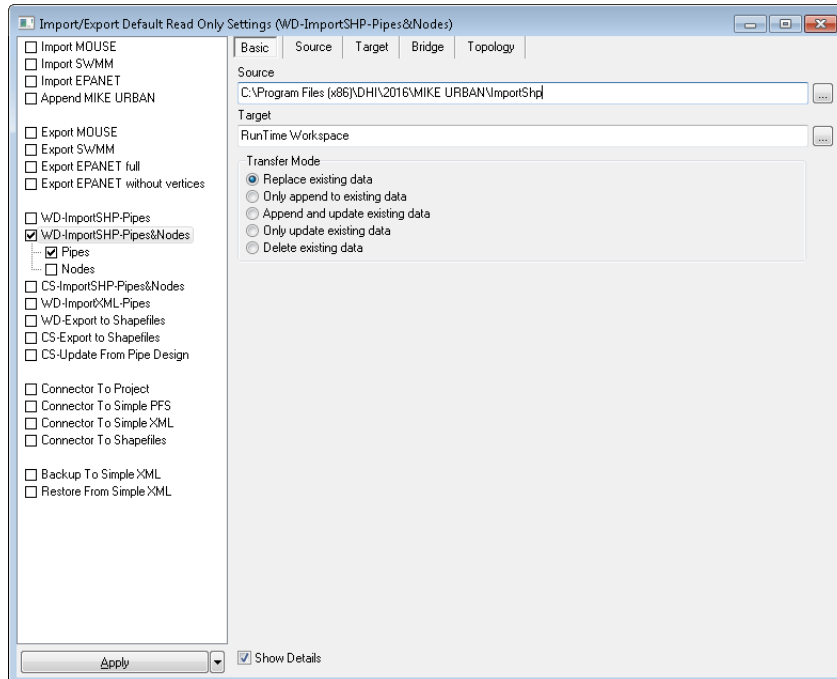 Import/Export Default Read Only Settings (WD-ImportSHP-Pipes&Nodes)
Import MOUSE
Import SWMM
Import EPANET
Append MIKE URBAN
Export MOUSE
Export SWMM
Export EPANET full
Export EPANET without vertices
WD-ImportSHP-Pipes
WD-ImportSHP-Pipes&Nodes
Pipes
Nodes
CS-ImportSHP-Pipes&Nodes
WD-ImportXML-Pipes
WD-Export to Shapefiles
CS-Export to Shapefiles
CS-Update From Pipe Design
Connector To Project
Connector To Simple PFS
Connector To Simple XML
Connector To Shapefiles
Backup To Simple XML
Restore From Simple XML
Apply
Basic Source Target Bridge Topology
Source
C:\Program Files (x86)\DHI\2016\MIKE URBAN\ImportShp
...
Target
RunTime Workspace
...
Transfer Mode
Replace existing data
Only append to existing data
Append and update existing data
Only update existing data
Delete existing data
Show Details